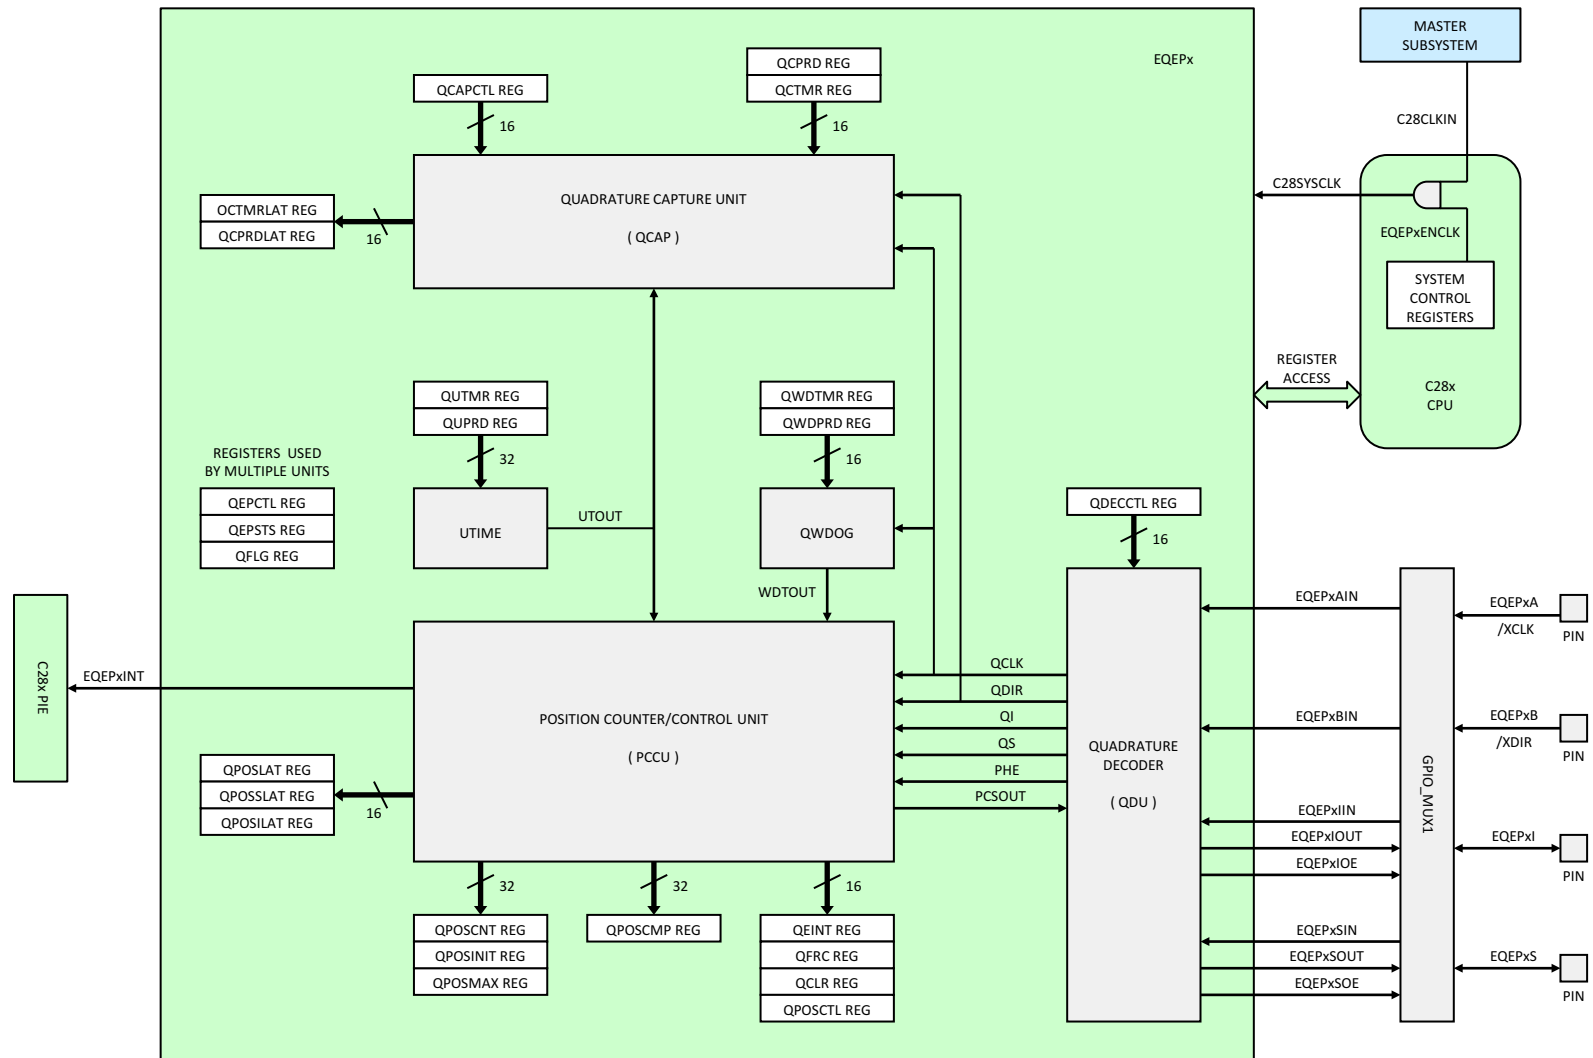 MASTER
SUBSYSTEM
EQEPx
QCPRD REG
QCTMR REG
QCAPCTL REG
16
16
C28CLKIN
C28SYSCLK
QUADRATURE CAPTURE UNIT
( QCAP )
OCTMRLAT REG
QCPRDLAT REG
16
EQEPxENCLK
SYSTEM
CONTROL
REGISTERS
REGISTER
ACCESS
C28x
CPU
QUTMR REG
QUPRD REG
32
QWDTMR REG
QWDPRD REG
16
REGISTERS USED
BY MULTIPLE UNITS
QEPCTL REG
QEPSTS REG
QFLG REG
UTIME
UTOUT
QWDOG
WDTOUT
QDECCTL REG
16
C28x PIE
EQEPxINT
POSITION COUNTER/CONTROL UNIT
( PCCU )
QCLK
QDIR
QI
QS
PHE
PCSOUT
QUADRATURE
DECODER
( QDU )
EQEPxAIN
EQEPxBIN
EQEPxIIN
EQEPxIOUT
EQEPxIOE
EQEPxSIN
EQEPxSOUT
EQEPxSOE
GPIO_MUX1
EQEPxA
/XCLK
PIN
EQEPxB
/XDIR
PIN
EQEPxI
PIN
EQEPxS
PIN
QPOSLAT REG
QPOSSLAT REG
QPOSILAT REG
16
32
32
16
QPOSCNT REG
QPOSINIT REG
QPOSMAX REG
QPOSCMP REG
QEINT REG
QFRC REG
QCLR REG
QPOSCTL REG